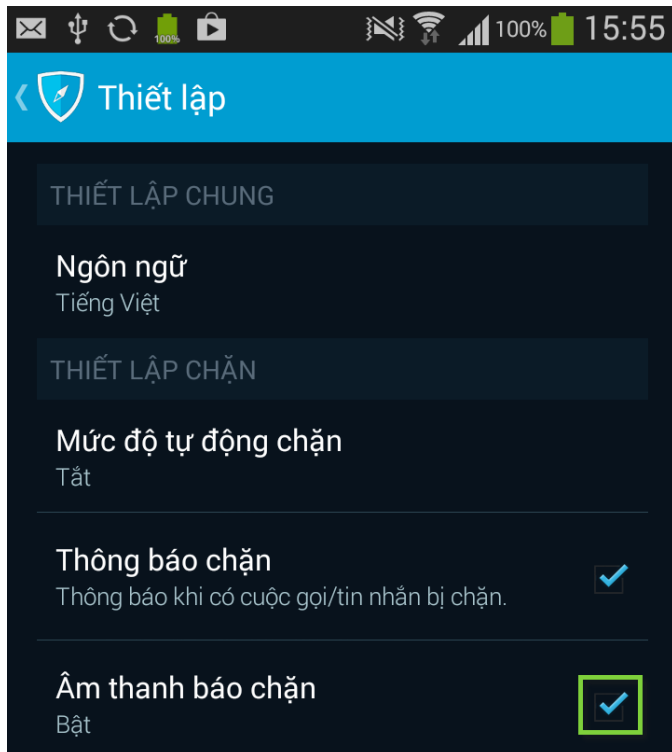 100% 100% 15:55
Thiết lập
THIẾT LẬP CHUNG
Ngôn ngữ
Tiếng Việt
THIẾT LẬP CHẶN
Mức độ tự động chặn
Tắt
Thông báo chặn
Thông báo khi có cuộc gọi/tin nhắn bị chặn.
Âm thanh báo chặn
Bật